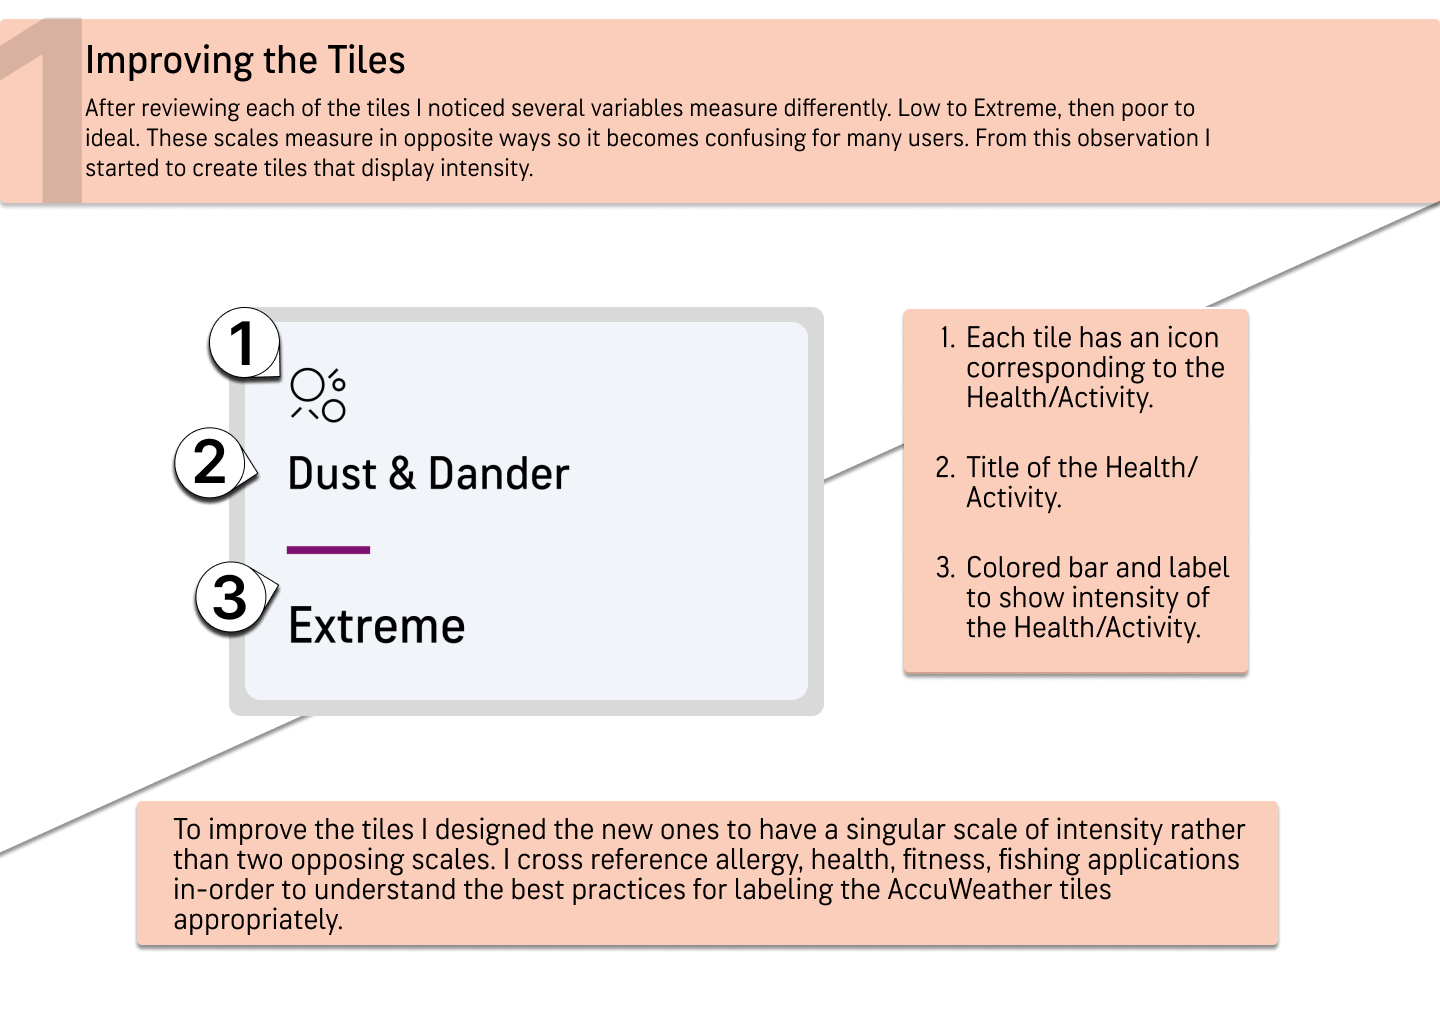 1
Improving the Tiles
After reviewing each of the tiles I noticed several variables measure differently. Low to Extreme, then poor to
ideal. These scales measure in opposite ways so it becomes confusing for many users. From this observation I
started to create tiles that display intensity.
1
2
Dust & Dander
3
Extreme
1. Each tile has an icon
corresponding to the
Health/Activity.
2. Title of the Health/
Activity.
3. Colored bar and label
to show intensity of
the Health/Activity.
To improve the tiles I designed the new ones to have a singular scale of intensity rather
than two opposing scales. I cross reference allergy, health, fitness, fishing applications
in-order to understand the best practices for labeling the AccuWeather tiles
appropriately.